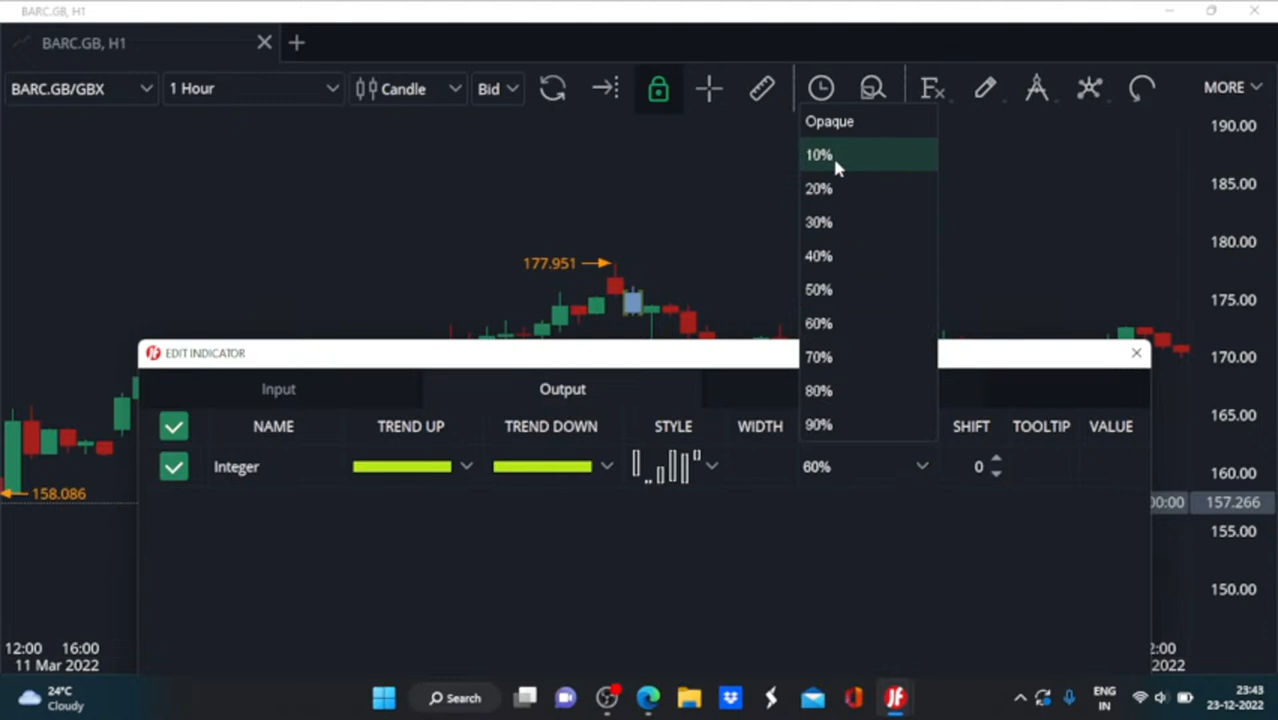 BARC.GB, H1
BARC.GB, H1
BARC.GB/GBX
1 Hour
Candle
Bid
MORE
Opaque
10%
20%
30%
40%
50%
60%
70%
80%
90%
190.00
185.00
180.00
175.00
170.00
165.00
160.00
00:00
157.266
155.00
150.00
177.951
158.086
EDIT INDICATOR
Input
Output
NAME
TREND UP
TREND DOWN
STYLE
WIDTH
SHIFT
TOOLTIP
VALUE
Integer
60%
0
12:00 16:00
11 Mar 2022
2:00
2022
24°C
Cloudy
Search
ENG
IN
23:43
23-12-2022